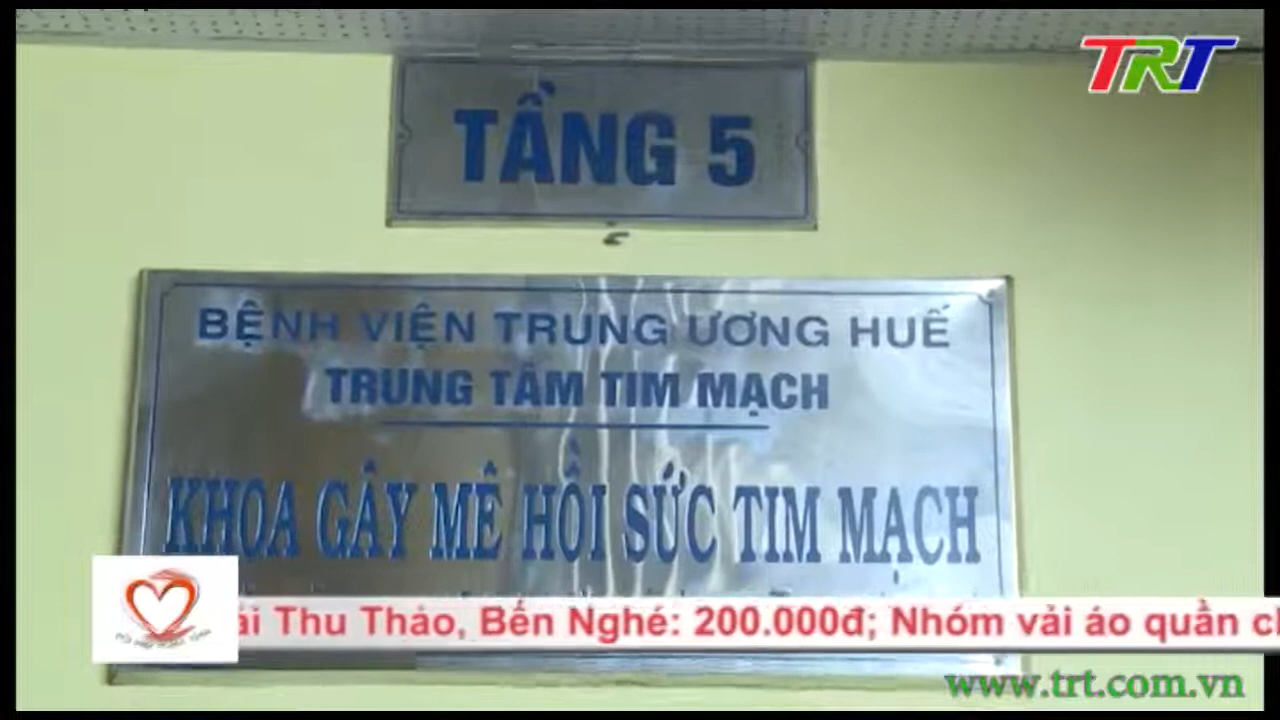 TRT
TẦNG 5
BỆNH VIỆN TRUNG ƯƠNG HUẾ
TRUNG TÂM TIM MẠCH
KHOA GÂY MÊ HỒI SỨC TIM MẠCH
Thu Thảo, Bến Nghé: 200.000đ; Nhóm vải áo quần
www.trt.com.vn